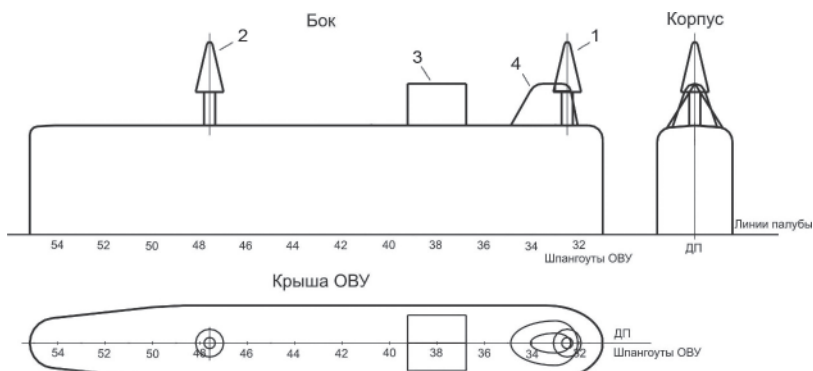 Бок
Корпус
1
2
3
4
Линии палубы
54 52 50 48 46 44 42 40 38 36 34 32
Шпангоуты ОВУ
ДП
Крыша ОВУ
ДП
54 52 50 48 46 44 42 40 38 36 34 32
Шпангоуты ОВУ